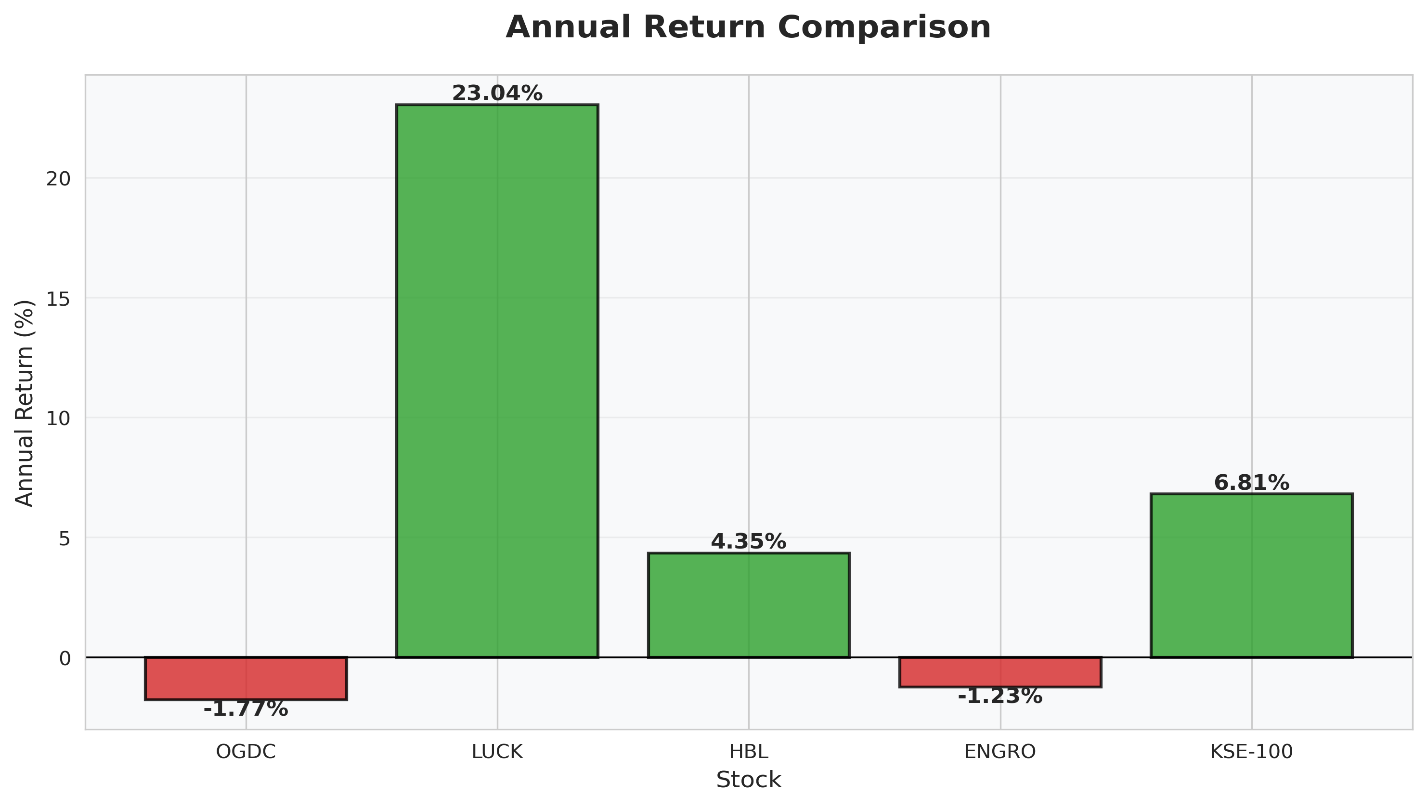 Annual Return Comparison
23.04%
20
15
Annual Return (%)
10
6.81%
5
4.35%
0
-1.77%
-1.23%
OGDC
LUCK
HBL
ENGRO
KSE-100
Stock